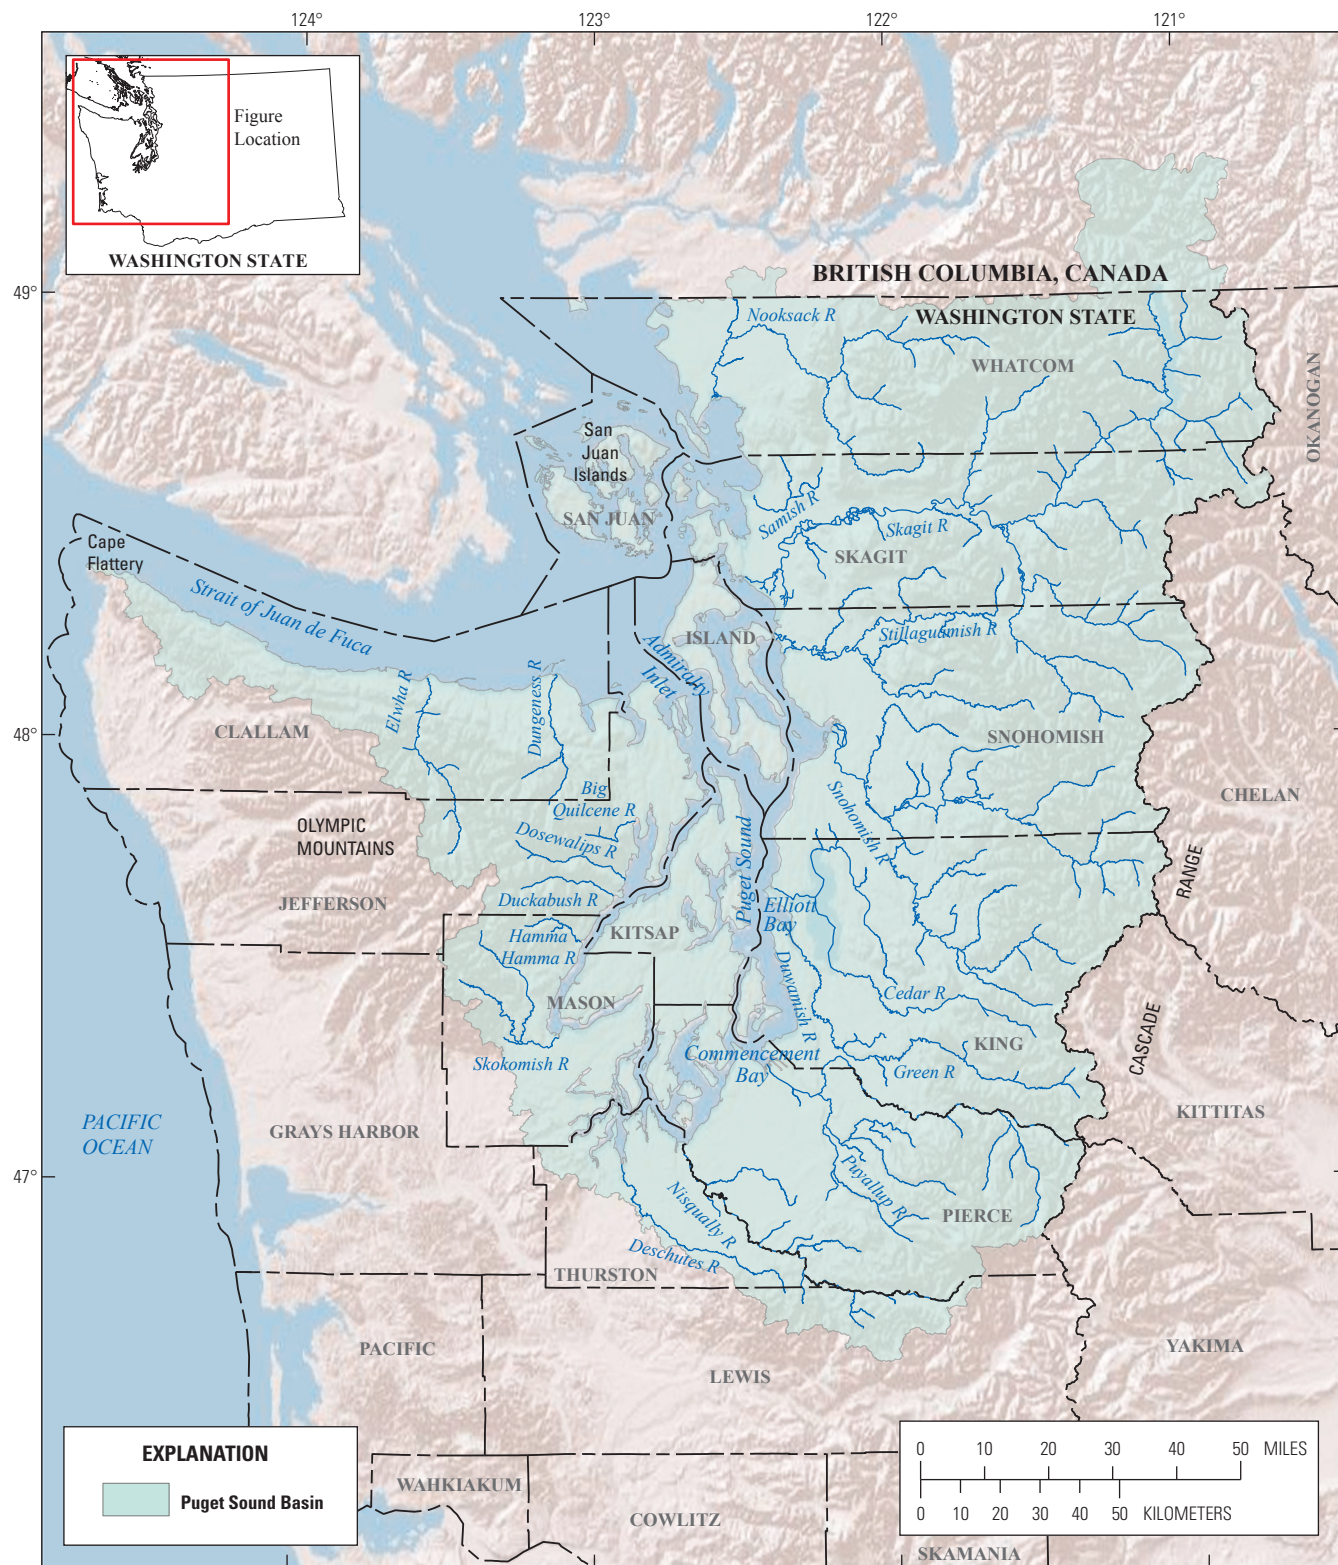 124°
123°
122°
121°
Figure
Location
WASHINGTON STATE
49°
BRITISH COLUMBIA, CANADA
WASHINGTON STATE
Nooksack R
WHATCOM
OKANOGAN
San
Juan
Islands
SAN JUAN
Samish R
Skagit R
SKAGIT
Cape
Flattery
Strait of Juan de Fuca
ISLAND
Admiralty
Inlet
Stillaguamish R
Elwha R
Dungeness R
CLALLAM
48°
SNOHOMISH
CHELAN
Big
Quilcene R
Snohomish R
OLYMPIC
MOUNTAINS
Dosewalips R
Puget Sound
JEFFERSON
Duckabush R
Elliott
Bay
RANGE
KITSAP
Hamma
Hamma R
MASON
Duwamish R
Cedar R
CASCADE
KING
Skokomish R
Commencement
Bay
Green R
KITTITAS
PACIFIC
OCEAN
GRAYS HARBOR
47°
Puyallup R
Nisqually R
PIERCE
Deschutes R
THURSTON
PACIFIC
LEWIS
YAKIMA
EXPLANATION
Puget Sound Basin
WAHKIAKUM
COWLITZ
SKAMANIA
0 10 20 30 40 50 MILES
0 10 20 30 40 50 KILOMETERS